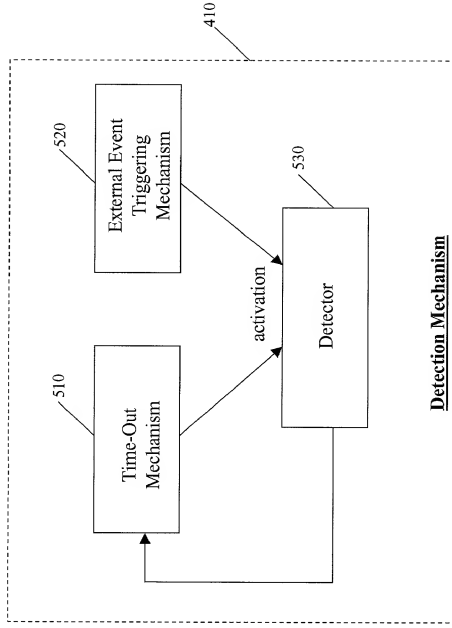 410
520
External Event
Triggering
Mechanism
510
Time-Out
Mechanism
activation
530
Detector
Detection Mechanism